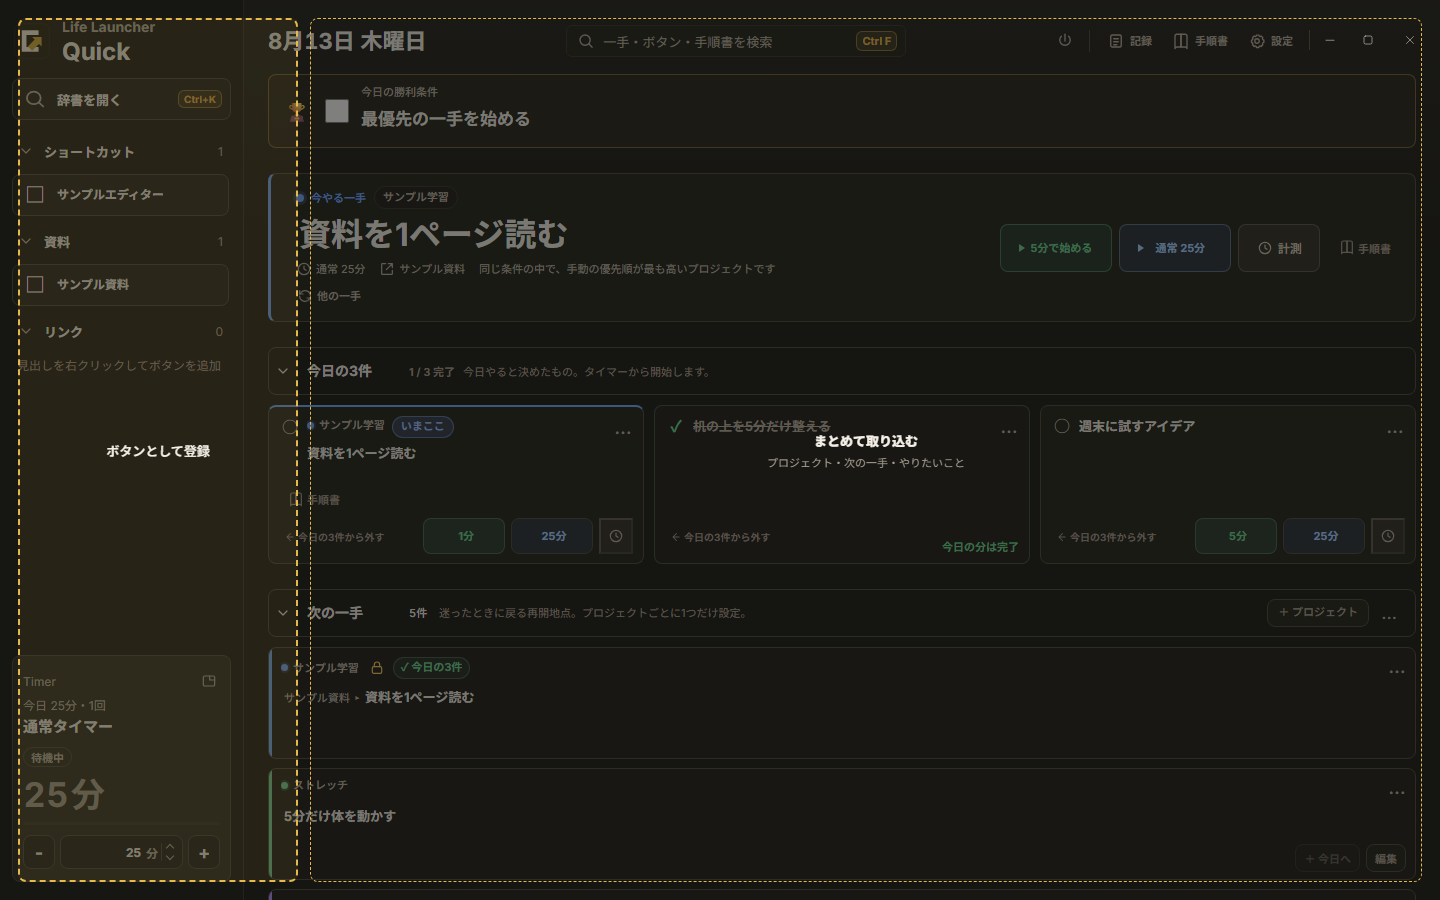 Life Launcher
Quick
辞書を開く
Ctrl+K
ショートカット
1
サンプルエディター
資料
1
サンプル資料
リンク
0
見出しを右クリックしてボタンを追加
ボタンとして登録
Timer
今日 25分・1回
通常タイマー
待機中
25分
-
25 分
+
8月13日 木曜日
一手・ボタン・手順書を検索
Ctrl F
記録
手順書
設定
今日の勝利条件
最優先の一手を始める
今やる一手
サンプル学習
資料を1ページ読む
通常 25分
サンプル資料
同じ条件の中で、手動の優先順が最も高いプロジェクトです
他の一手
5分で始める
通常 25分
計測
手順書
今日の3件
1 / 3 完了
今日やると決めたもの。タイマーから開始します。
サンプル学習
いまここ
...
資料を1ページ読む
手順書
← 今日の3件から外す
1分
25分
✓
机の上を5分だけ整える
...
まとめて取り込む
プロジェクト・次の一手・やりたいこと
← 今日の3件から外す
今日の分は完了
週末に試すアイデア
...
← 今日の3件から外す
5分
25分
次の一手
5件
迷ったときに戻る再開地点。プロジェクトごとに1つだけ設定。
+ プロジェクト
...
サンプル学習
✓今日の3件
...
サンプル資料 ▸ 資料を1ページ読む
ストレッチ
...
5分だけ体を動かす
+ 今日へ
編集